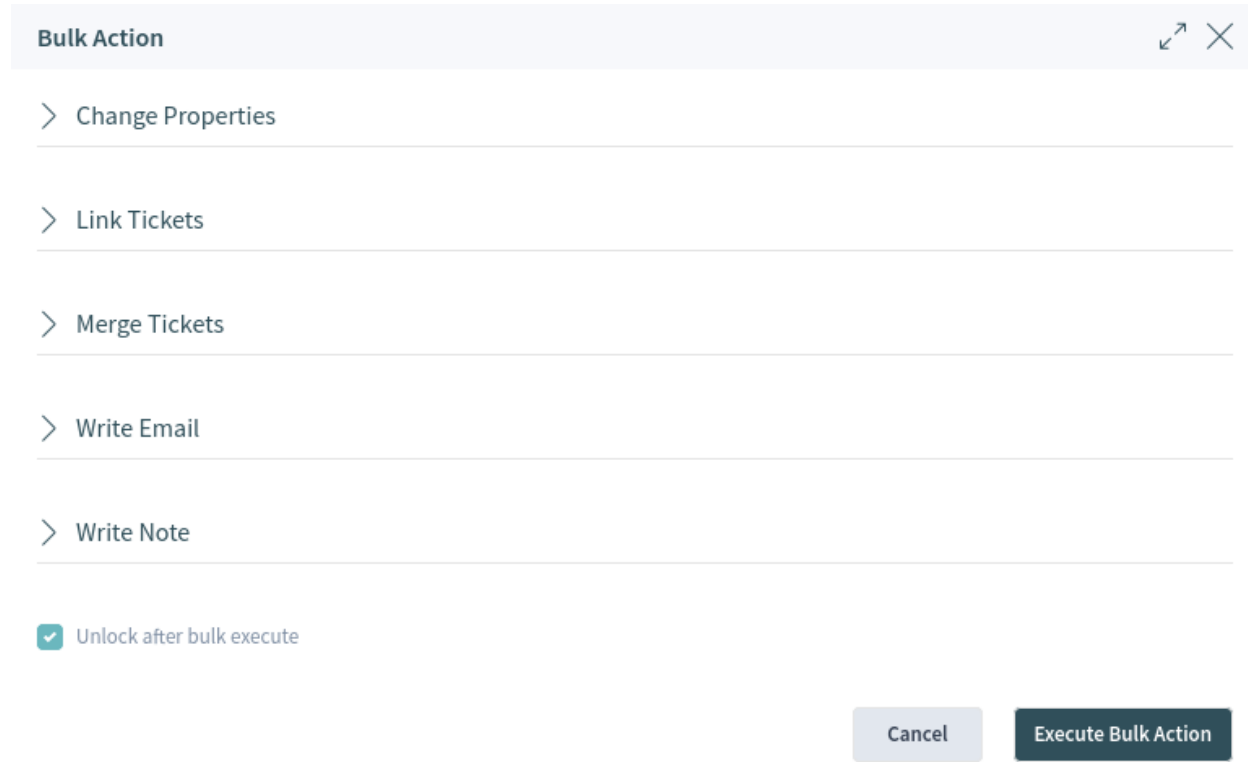 Bulk Action
Change Properties
Link Tickets
Merge Tickets
Write Email
Write Note
Unlock after bulk execute
Cancel
Execute Bulk Action